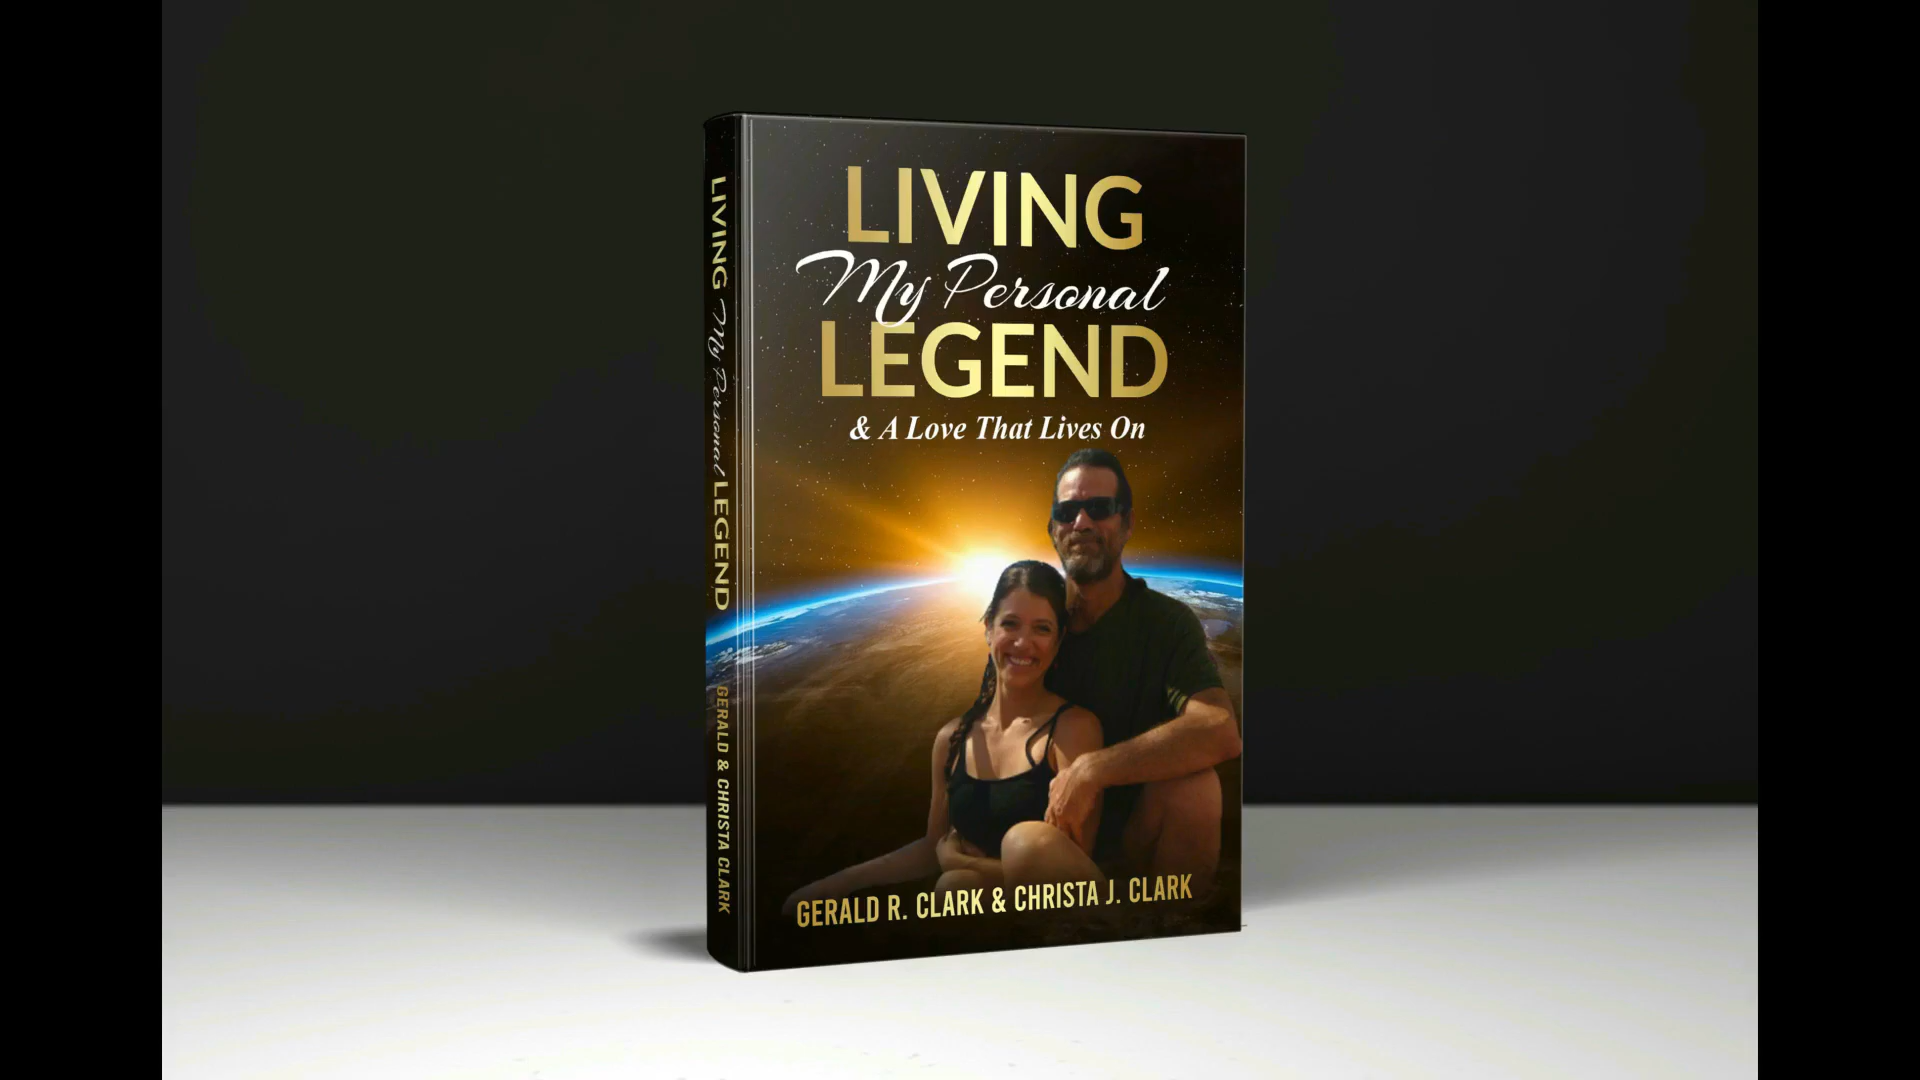 LIVING
My Personal
LEGEND
& A Love That Lives On
GERALD R. CLARK & CHRISTA J. CLARK
LIVING My Personal LEGEND
GERALD & CHRISTA CLARK